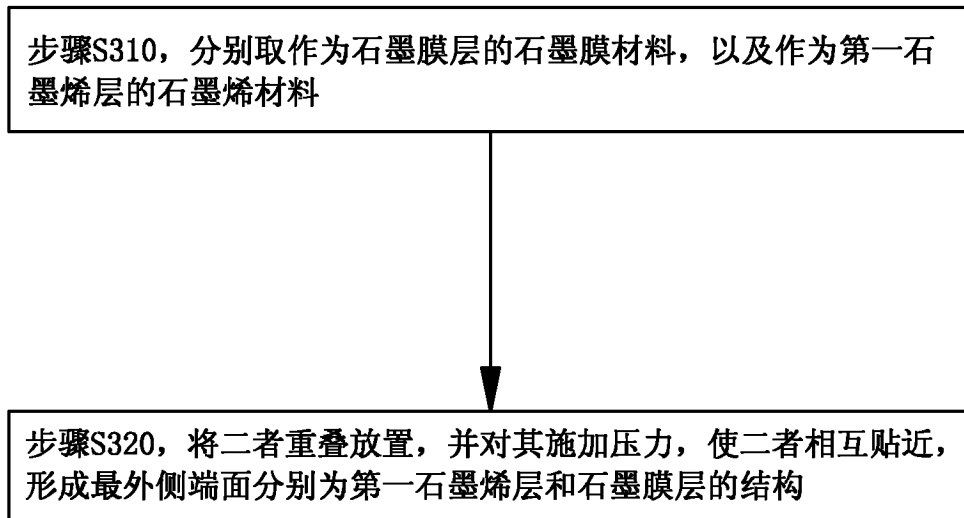 步骤S310，分别取作为石墨膜层的石墨膜材料，以及作为第一石
墨烯层的石墨烯材料
步骤S320，将二者重叠放置，并对其施加压力，使二者相互贴近，
形成最外侧端面分别为第一石墨烯层和石墨膜层的结构